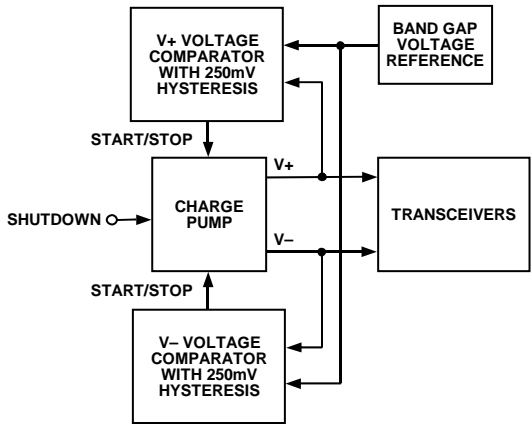 V+ VOLTAGE
COMPARATOR
WITH 250mV
HYSTERESIS
BAND GAP
VOLTAGE
REFERENCE
START/STOP
V+
SHUTDOWN
CHARGE
PUMP
TRANSCEIVERS
V–
START/STOP
V– VOLTAGE
COMPARATOR
WITH 250mV
HYSTERESIS